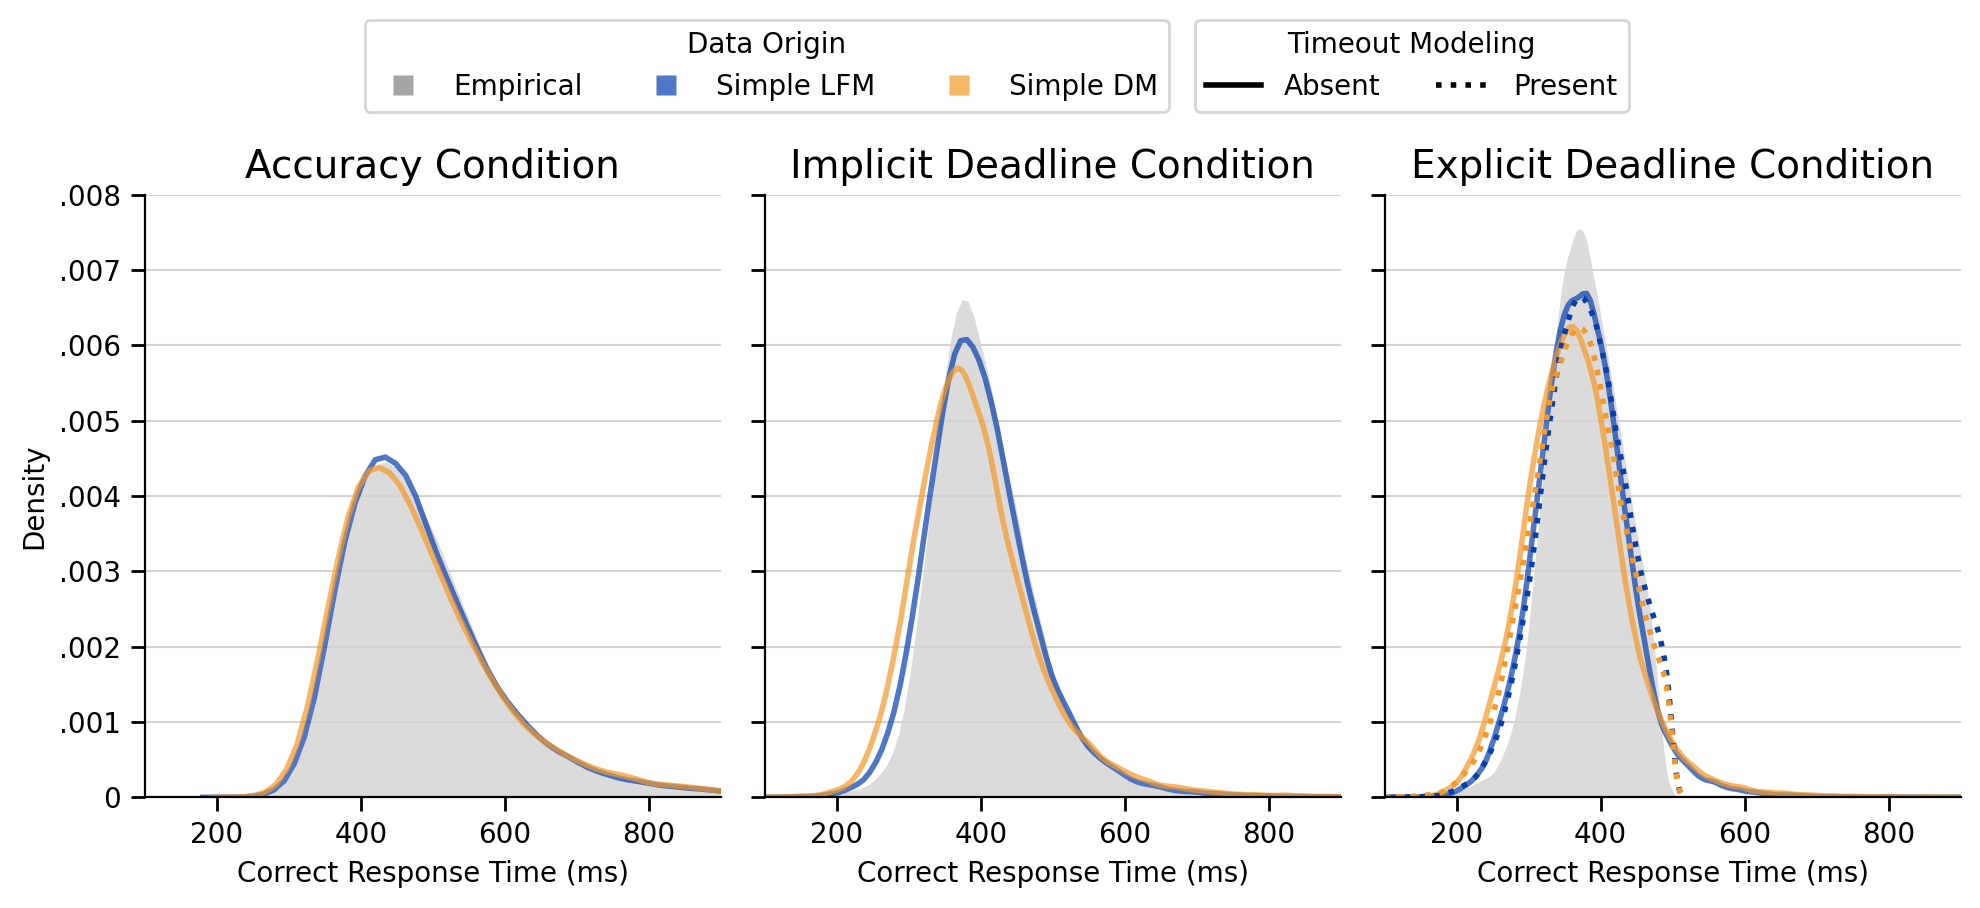 Data Origin
Empirical Simple LFM Simple DM
Timeout Modeling
Absent Present
Accuracy Condition
Implicit Deadline Condition
Explicit Deadline Condition
Density
.008
.007
.006
.005
.004
.003
.002
.001
0
200 400 600 800
Correct Response Time (ms)
200 400 600 800
Correct Response Time (ms)
200 400 600 800
Correct Response Time (ms)